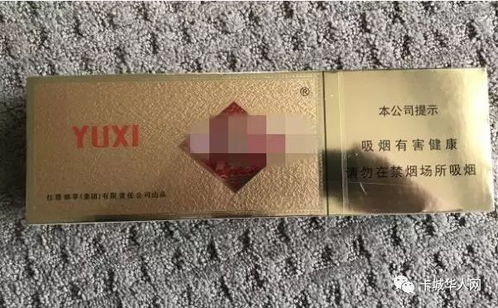 YUXI
®
红塔烟草(集团)有限责任公司出品
本公司提示
吸烟有害健康
请勿在禁烟场所吸烟
卡城华人网